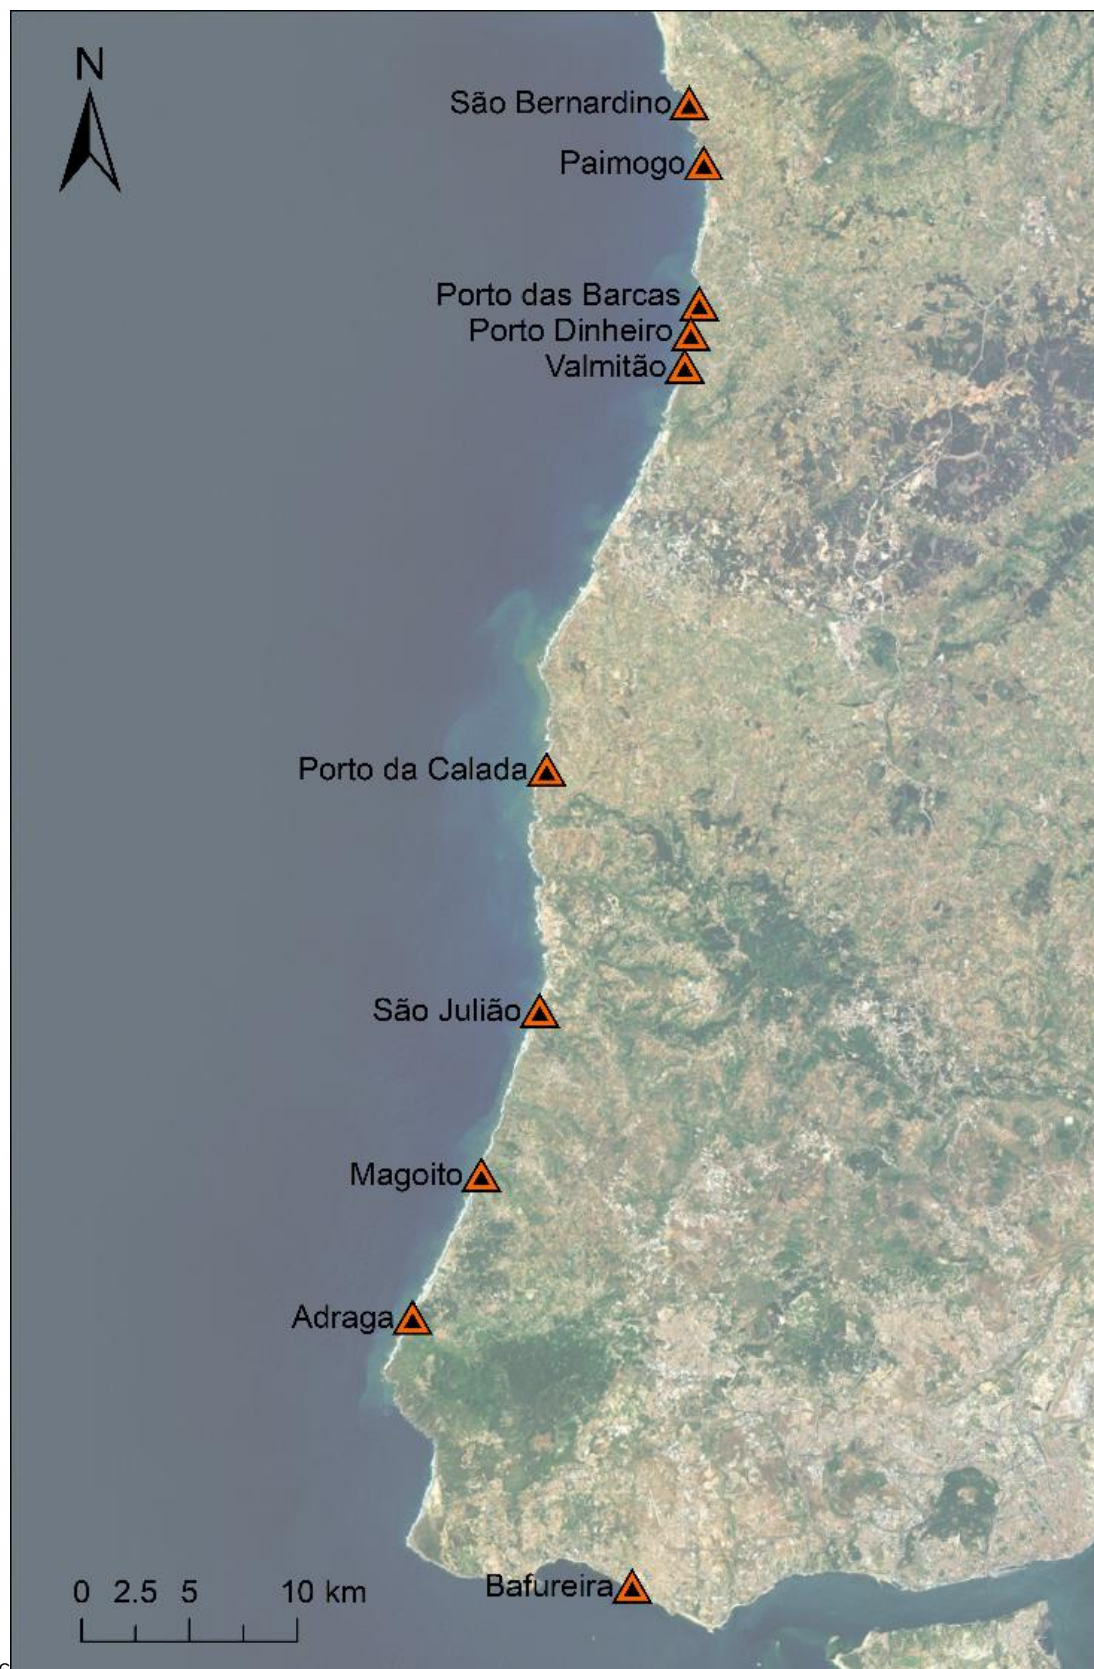 N
São Bernardino
Paimogo
Porto das Barcas
Porto Dinheiro
Valmitão
Porto da Calada
São Julião
Magoito
Adraga
Bafureira
0 2.5 5 10 km